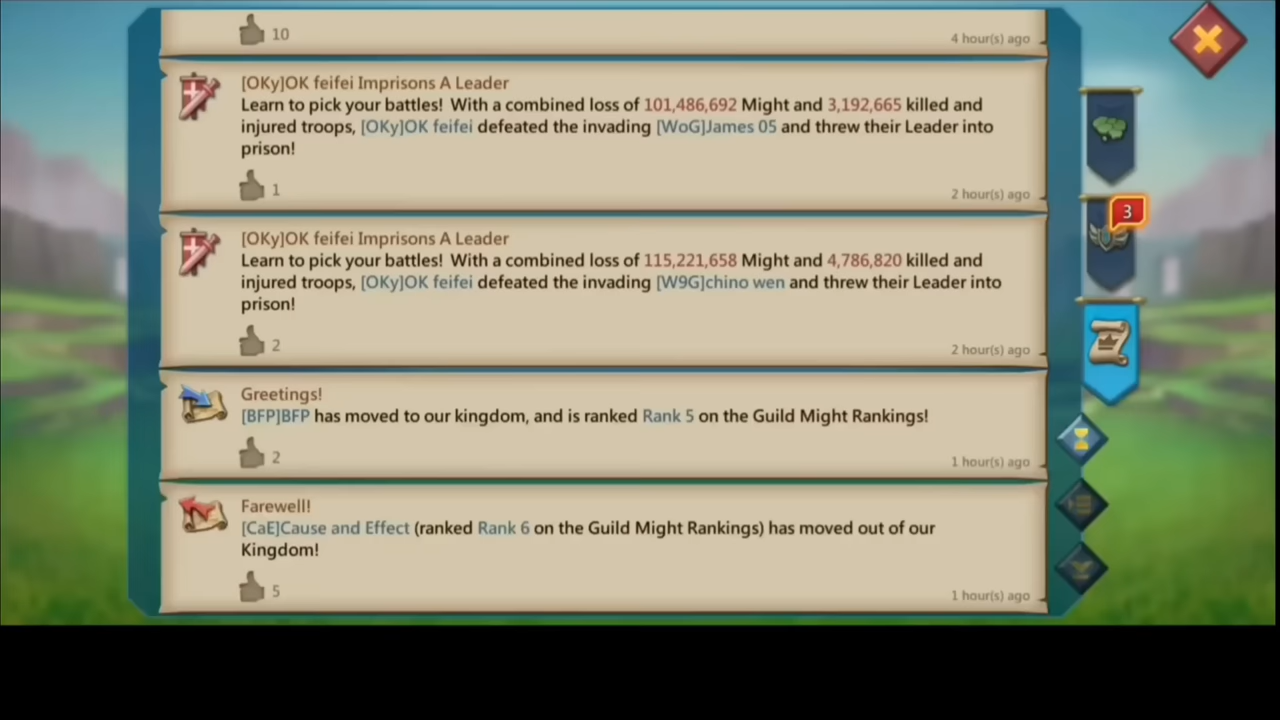 10
4 hour(s) ago
[OKy]OK feifei Imprisons A Leader
Learn to pick your battles! With a combined loss of 101,486,692 Might and 3,192,665 killed and
injured troops, [OKy]OK feifei defeated the invading [WoG]James 05 and threw their Leader into
prison!
1
2 hour(s) ago
3
[OKy]OK feifei Imprisons A Leader
Learn to pick your battles! With a combined loss of 115,221,658 Might and 4,786,820 killed and
injured troops, [OKy]OK feifei defeated the invading [W9G]chino wen and threw their Leader into
prison!
2
2 hour(s) ago
Greetings!
[BFP]BFP has moved to our kingdom, and is ranked Rank 5 on the Guild Might Rankings!
2
1 hour(s) ago
Farewell!
[CaE]Cause and Effect (ranked Rank 6 on the Guild Might Rankings) has moved out of our
Kingdom!
5
1 hour(s) ago